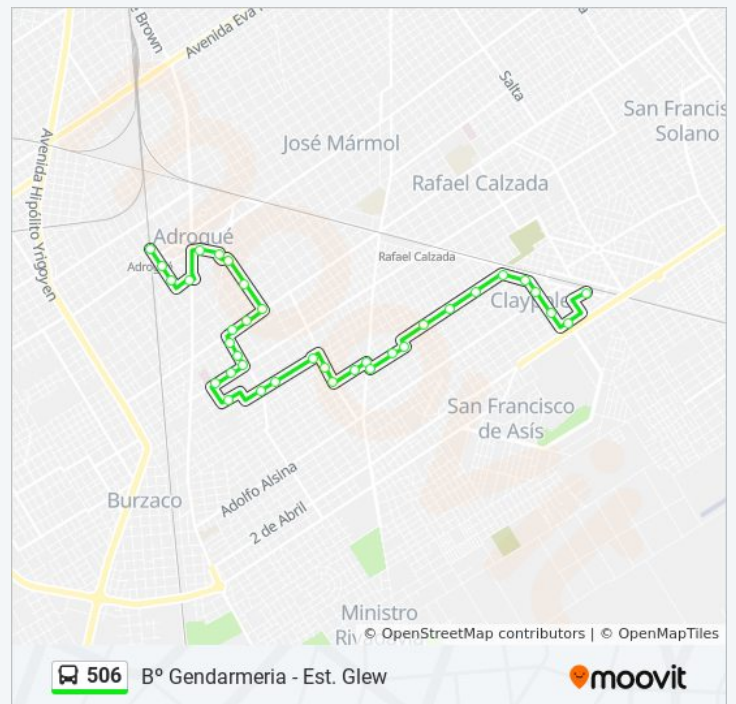 Brown
Avenida Eva
Salta
San Francis
Solano
José Mármol
Avenida Hipólito Yrigoyen
Rafael Calzada
Adrogué
Rafael Calzada
Adrogué
Claypole
San Francisco
de Asís
Adolfo Alsina
Burzaco
2 de Abril
Ministro
Rivadavia
© OpenStreetMap contributors | © OpenMapTiles
506 Bº Gendarmeria - Est. Glew
moovit